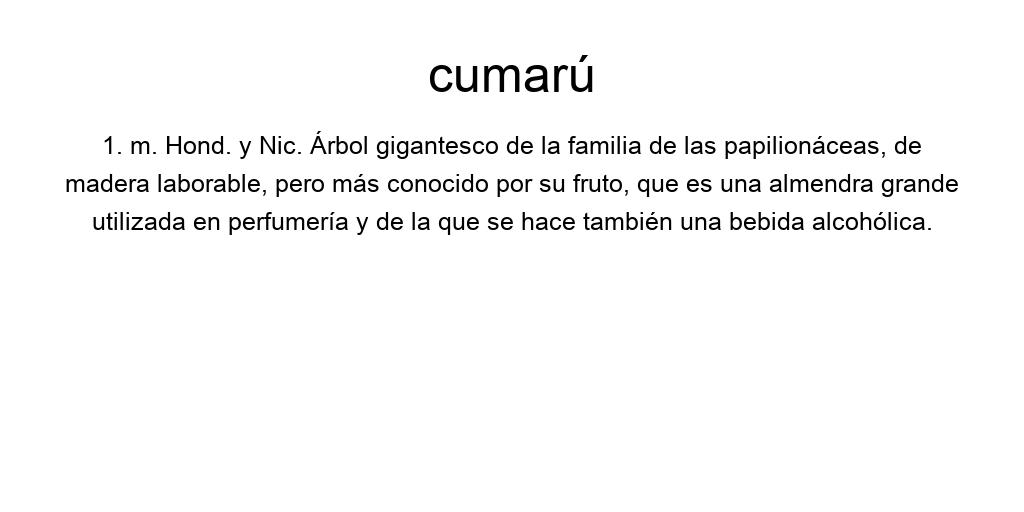 cumarú
1. m. Hond. y Nic. Árbol gigantesco de la familia de las papilionáceas, de
madera laborable, pero más conocido por su fruto, que es una almendra grande
utilizada en perfumería y de la que se hace también una bebida alcohólica.